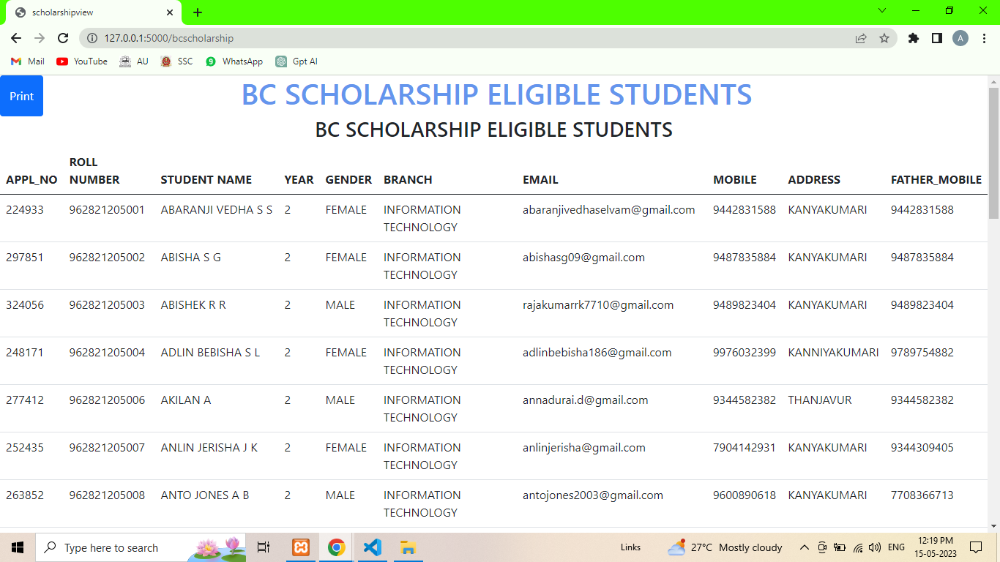 scholarshipview
127.0.0.1:5000/bcscholarship
A
Mail YouTube AU SSC 9 WhatsApp Gpt AI
Print
BC SCHOLARSHIP ELIGIBLE STUDENTS
BC SCHOLARSHIP ELIGIBLE STUDENTS
ROLL
APPL_NO NUMBER STUDENT NAME YEAR GENDER BRANCH EMAIL MOBILE ADDRESS FATHER_MOBILE
224933 962821205001 ABARANJI VEDHA S S 2 FEMALE INFORMATION abaranjivedhaselvam@gmail.com 9442831588 KANYAKUMARI 9442831588
TECHNOLOGY
297851 962821205002 ABISHA S G 2 FEMALE INFORMATION abishasg09@gmail.com 9487835884 KANYAKUMARI 9487835884
TECHNOLOGY
324056 962821205003 ABISHEK R R 2 MALE INFORMATION rajakumarrk7710@gmail.com 9489823404 KANYAKUMARI 9489823404
TECHNOLOGY
248171 962821205004 ADLIN BEBISHA S L 2 FEMALE INFORMATION adlinbebisha186@gmail.com 9976032399 KANNIYAKUMARI 9789754882
TECHNOLOGY
277412 962821205006 AKILAN A 2 MALE INFORMATION annadurai.d@gmail.com 9344582382 THANJAVUR 9344582382
TECHNOLOGY
252435 962821205007 ANLIN JERISHA J K 2 FEMALE INFORMATION anlinjerisha@gmail.com 7904142931 KANYAKUMARI 9344309405
TECHNOLOGY
263852 962821205008 ANTO JONES A B 2 MALE INFORMATION antojones2003@gmail.com 9600890618 KANYAKUMARI 7708366713
TECHNOLOGY
Type here to search Links 27°C Mostly cloudy ENG 12:19 PM
15-05-2023